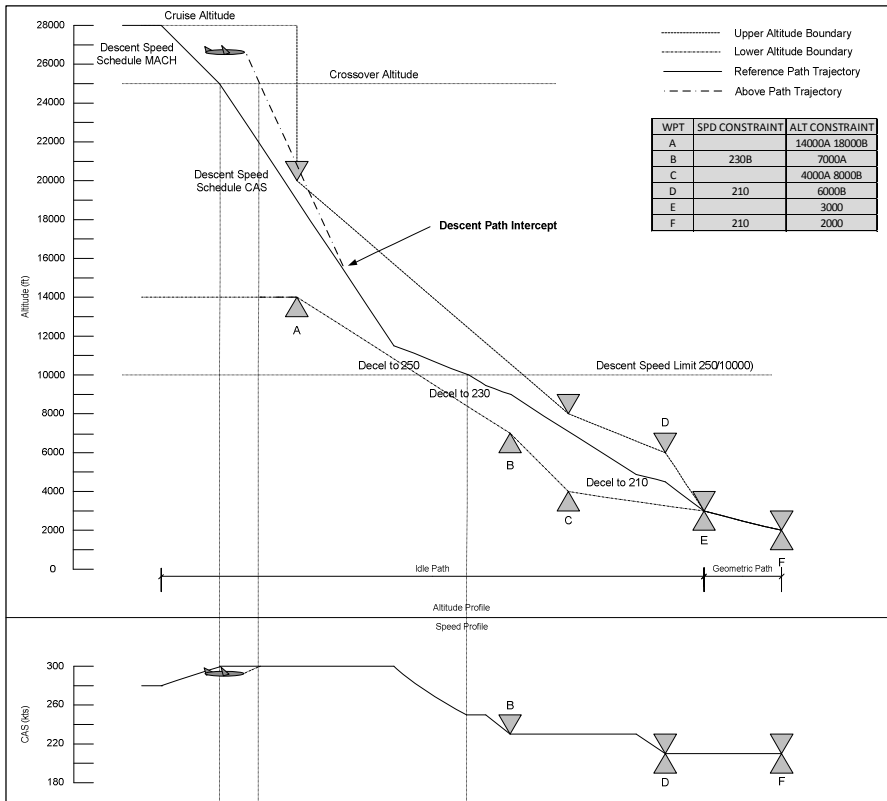 Cruise Altitude
28000
26000
24000
22000
20000
18000
16000
14000
12000
10000
8000
6000
4000
2000
0
Altitude (ft)
Descent Speed
Schedule MACH
Crossover Altitude
Descent Speed
Schedule CAS
Descent Path Intercept
Upper Altitude Boundary
Lower Altitude Boundary
Reference Path Trajectory
Above Path Trajectory
WPT SPD CONSTRAINT ALT CONSTRAINT
A 14000A 18000B
B 230B 7000A
C 4000A 8000B
D 210 6000B
E 3000
F 210 2000
A
Decel to 250
Descent Speed Limit 250/10000)
Decel to 230
D
B
Decel to 210
C
E
F
Idle Path
Geometric Path
Altitude Profile
Speed Profile
300
260
220
180
CAS (kts)
B
D
F